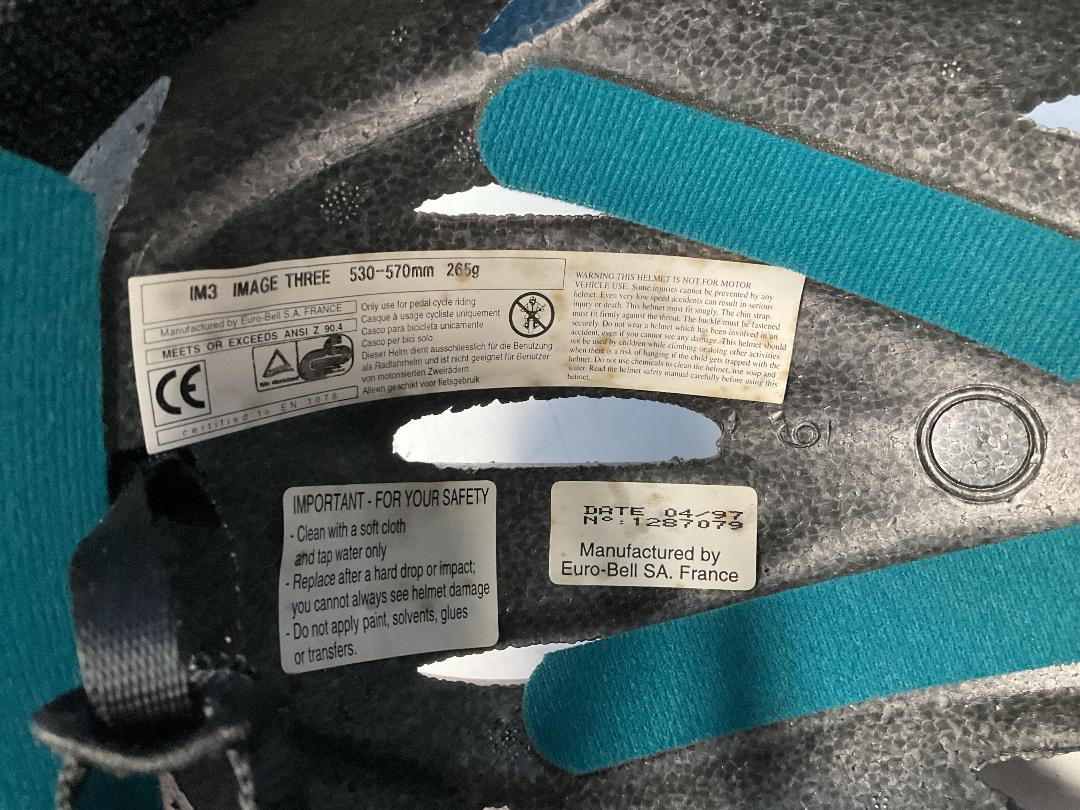 IM3 IMAGE THREE 530-570mm 265g
Manufactured by Euro-Bell S.A. FRANCE
MEETS OR EXCEEDS ANSI Z 90,4
CE
certified to EN 1078
Only use for pedal cycle riding
Casque à usage cycliste uniquement
Casco para bicicleta unicamente
Casco per bici solo
Dieser Helm dient ausschliesslich für die Benutzung
als Radfahrhelm und ist nicht geeignet für Benutzer
von motorisierten Zweirädern
Alleen geschikt voor fietsgebruik
WARNING THIS HELMET IS NOT FOR MOTOR
VEHICLE USE. Some injuries cannot be prevented by any
helmet. Even very low speed accidents can result in serious
injury or death. This helmet must fit snugly. The chin strap
must fit firmly against the throat. The buckle must be fastened
securely. Do not wear a helmet which has been involved in an
accident, even if you cannot see any damage. This helmet should
not be used by children while climbing or doing other activities
when there is a risk of hanging if the child gets trapped with the
helmet. Do not use chemicals to clean the helmet, use soap and
water. Read the helmet safety manual carefully before using this
helmet.
IMPORTANT - FOR YOUR SAFETY
- Clean with a soft cloth
and tap water only
- Replace after a hard drop or impact;
you cannot always see helmet damage
- Do not apply paint, solvents, glues
or transfers.
DATE 04/97
Nº:1287079
Manufactured by
Euro-Bell SA. France